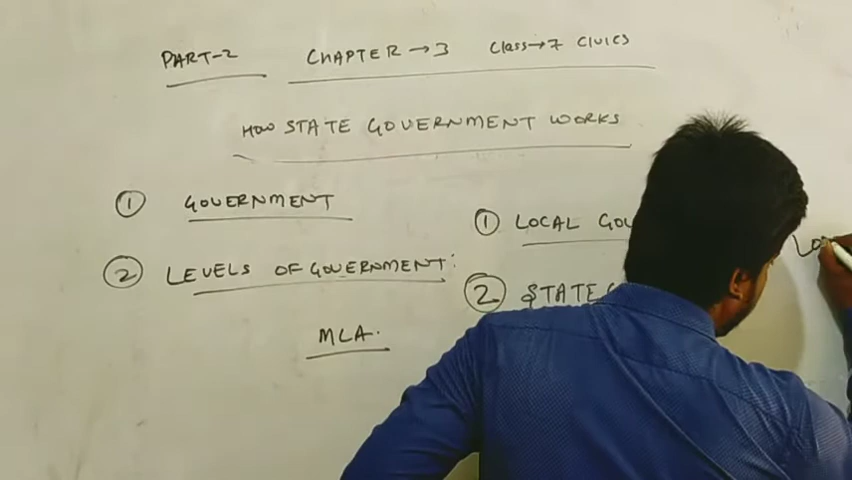 PART-2 CHAPTER → 3 Class → 7 CIVICS
HOW STATE GOVERNMENT WORKS
① GOVERNMENT
② LEVELS OF GOVERNMENT:
① LOCAL
② STATE
MLA.